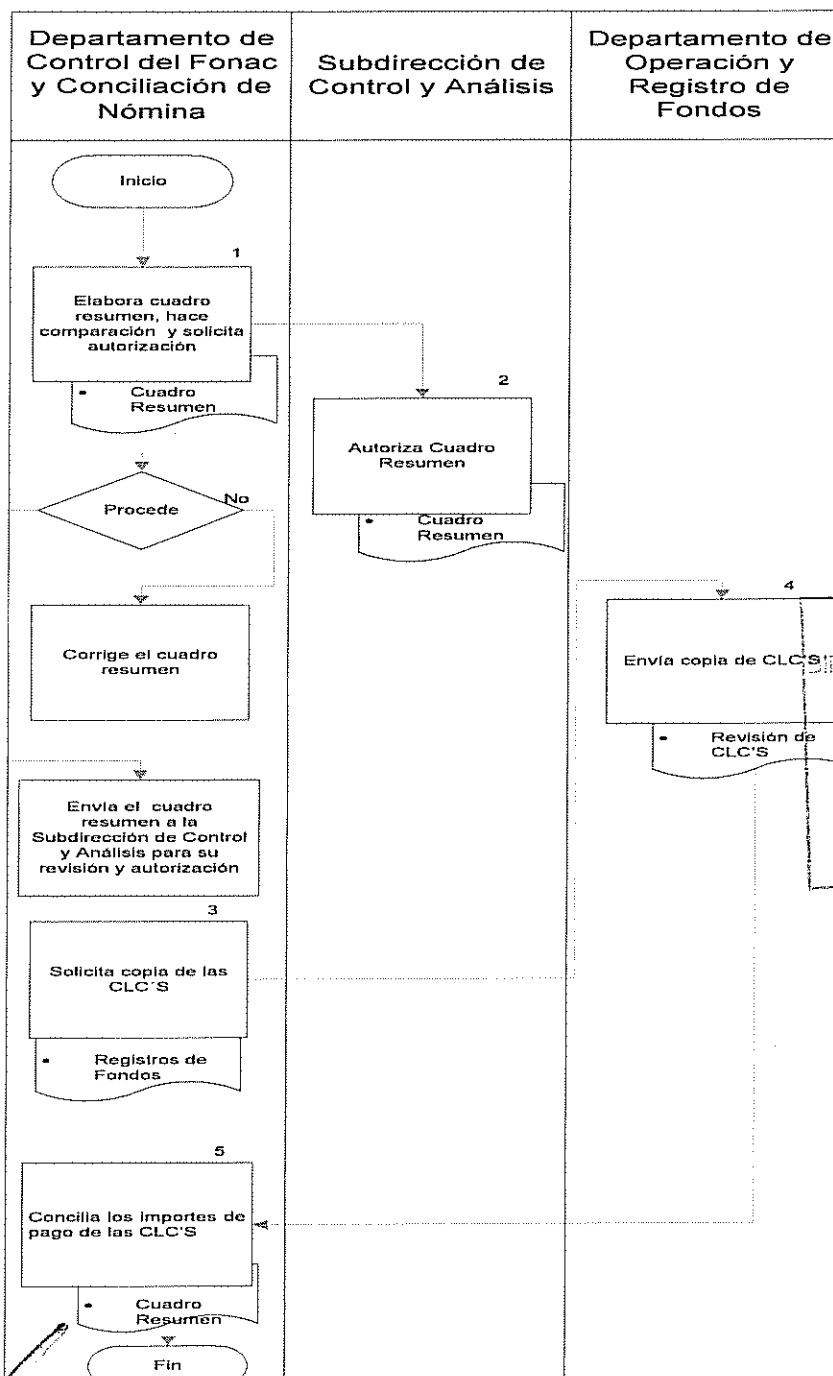 Departamento de
Control del Fonac
y Conciliación de
Nómina
Subdirección de
Control y Análisis
Departamento de
Operación y
Registro de
Fondos
Inicio
1
Elabora cuadro
resumen, hace
comparación y solicita
autorización
• Cuadro
Resumen
2
Autoriza Cuadro
Resumen
• Cuadro
Resumen
Procede
No
Corrige el cuadro
resumen
4
Envía copia de CLC'S
• Revisión de
CLC'S
Envía el cuadro
resumen a la
Subdirección de Control
y Análisis para su
revisión y autorización
3
Solicita copia de las
CLC´S
• Registros de
Fondos
5
Concilia los importes de
pago de las CLC'S
• Cuadro
Resumen
Fin